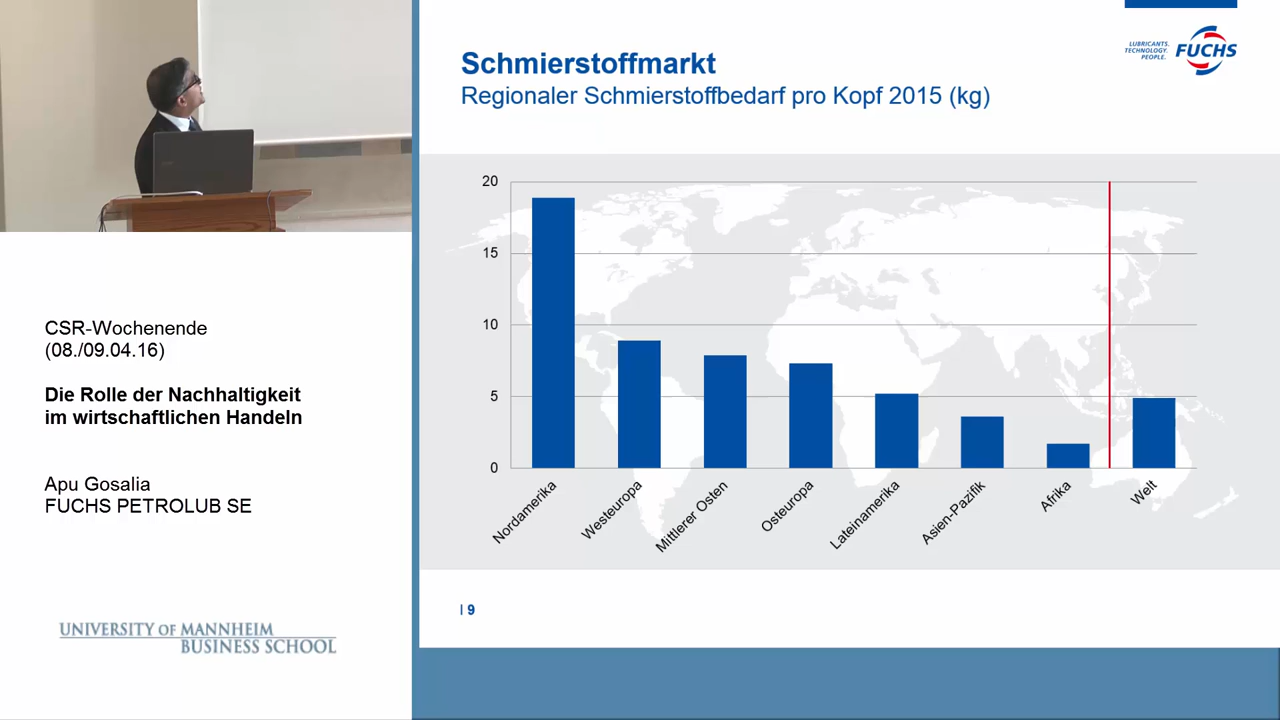 CSR-Wochenende
(08./09.04.16)
Die Rolle der Nachhaltigkeit
im wirtschaftlichen Handeln
Apu Gosalia
FUCHS PETROLUB SE
UNIVERSITY OF MANNHEIM
BUSINESS SCHOOL
Schmierstoffmarkt
Regionaler Schmierstoffbedarf pro Kopf 2015 (kg)
LUBRICANTS.
TECHNOLOGY.
PEOPLE.
FUCHS
20
15
10
5
0
Nordamerika
Westeuropa
Mittlerer Osten
Osteuropa
Lateinamerika
Asien-Pazifik
Afrika
Welt
| 9